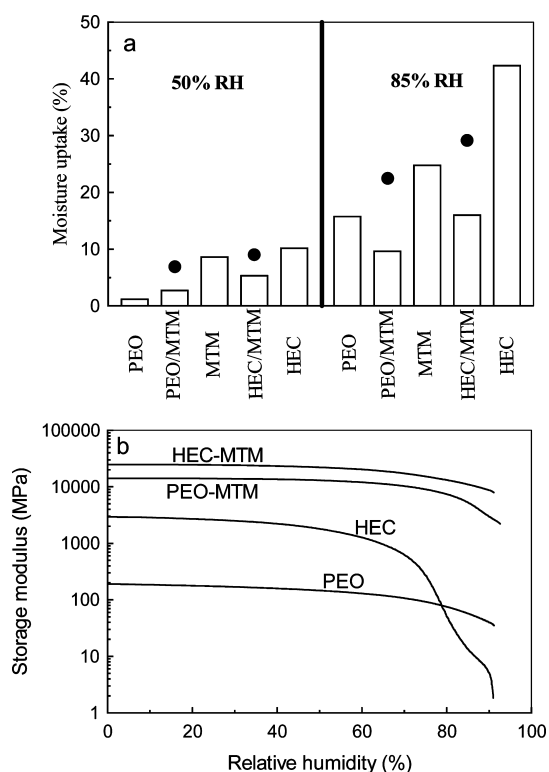 a
50% RH
85% RH
Moisture uptake (%)
50
40
30
20
10
0
PEO
PEO/MTM
MTM
HEC/MTM
HEC
PEO
PEO/MTM
MTM
HEC/MTM
HEC
b
HEC-MTM
PEO-MTM
HEC
PEO
Storage modulus (MPa)
100000
10000
1000
100
10
1
0 20 40 60 80 100
Relative humidity (%)